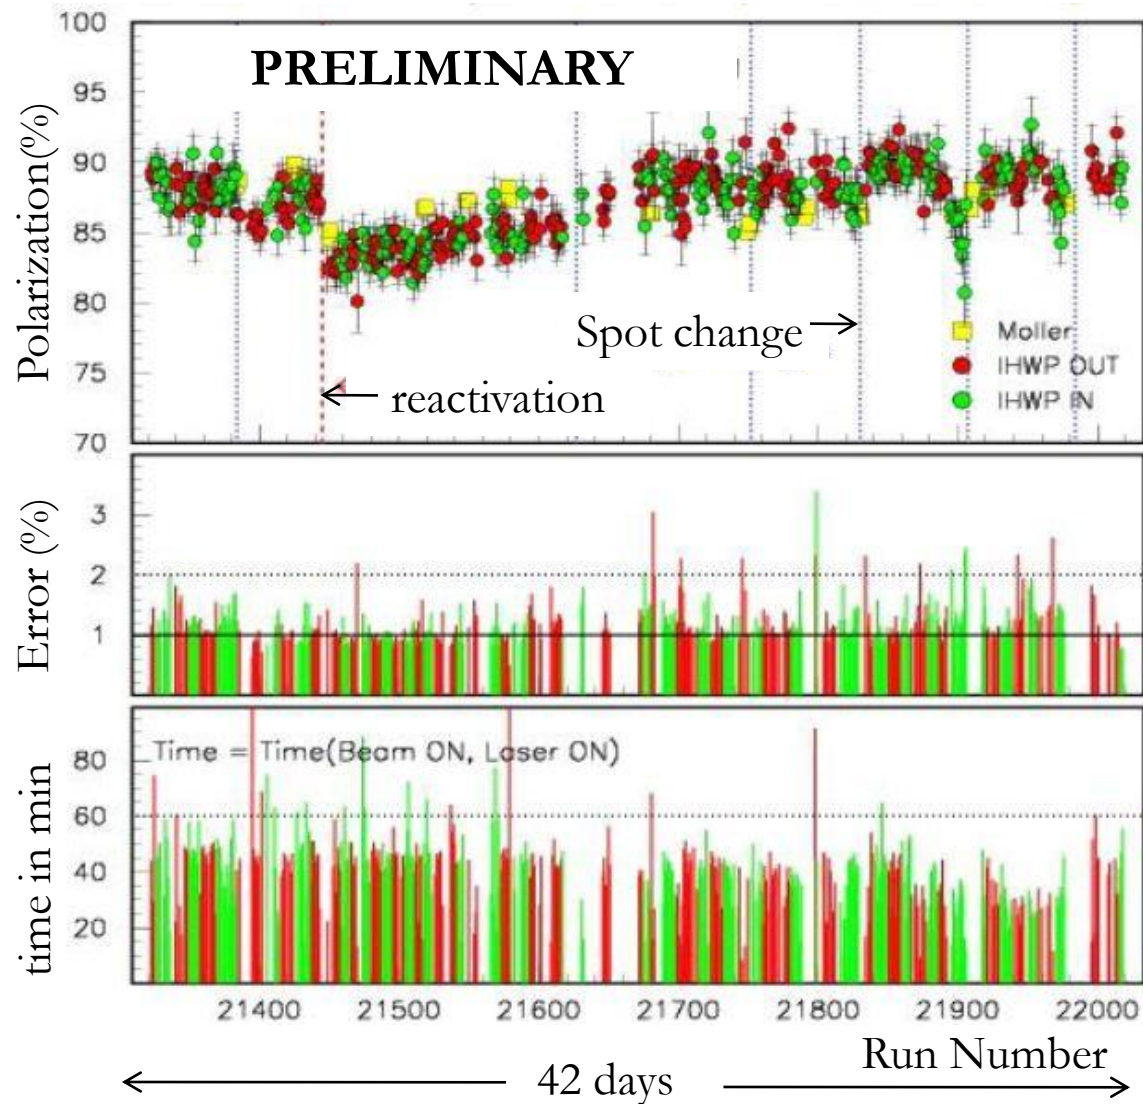 100
PRELIMINARY
95
90
85
80
75
70
Polarization(%)
Spot change
reactivation
Moller
IHWP OUT
IHWP IN
3
2
1
Error (%)
Time = Time(Beam ON, Laser ON)
80
60
40
20
time in min
21400 21500 21600 21700 21800 21900 22000
Run Number
42 days